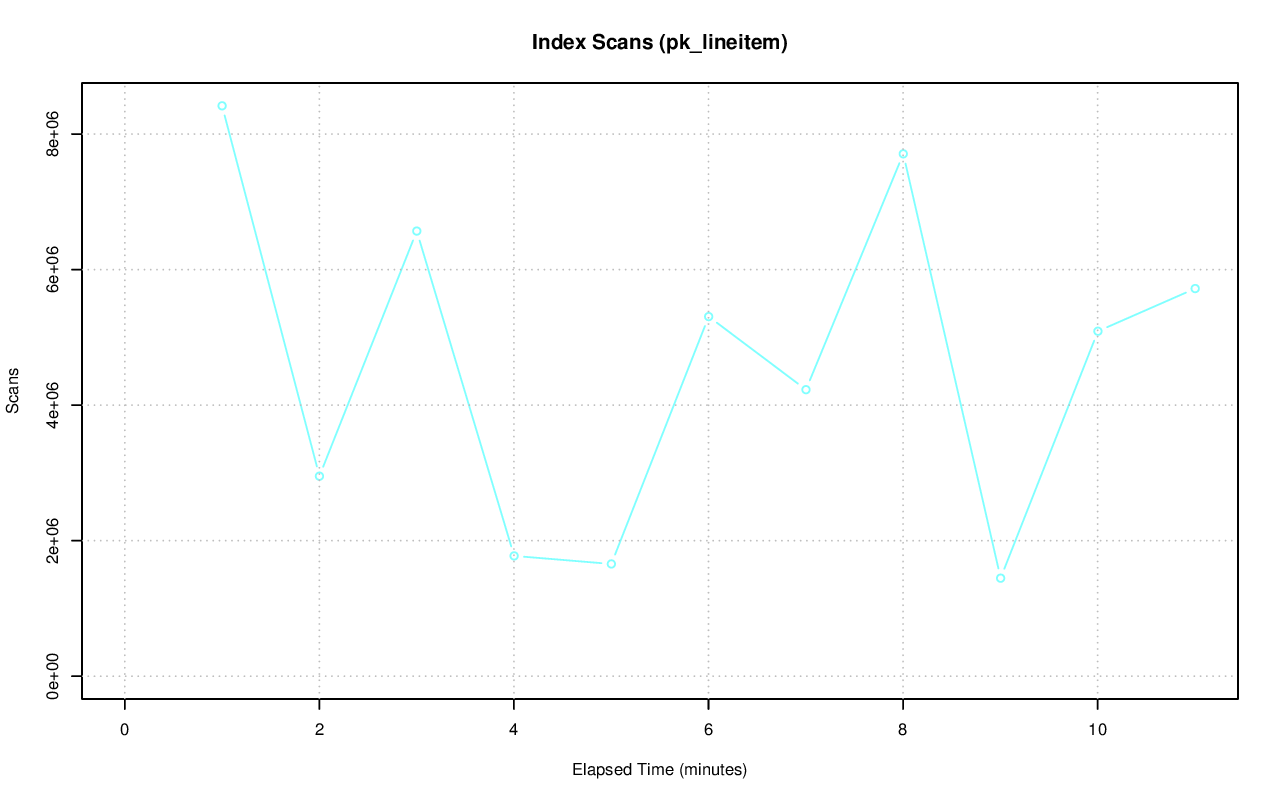 Index Scans (pk_lineitem)
8e+06
6e+06
4e+06
2e+06
0e+00
Scans
0 2 4 6 8 10
Elapsed Time (minutes)